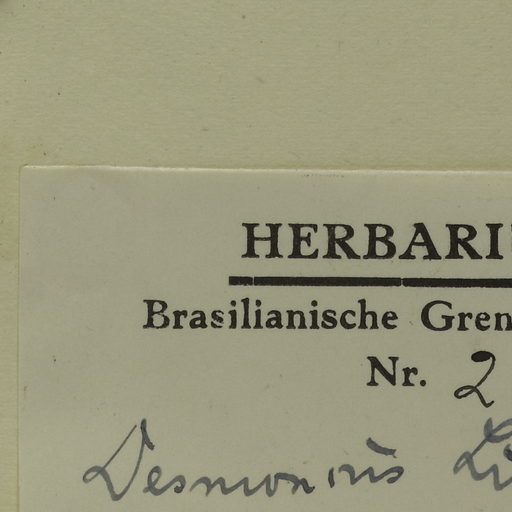 HERBARI
Brasilianische Gren
Nr. 2
Desmoncus